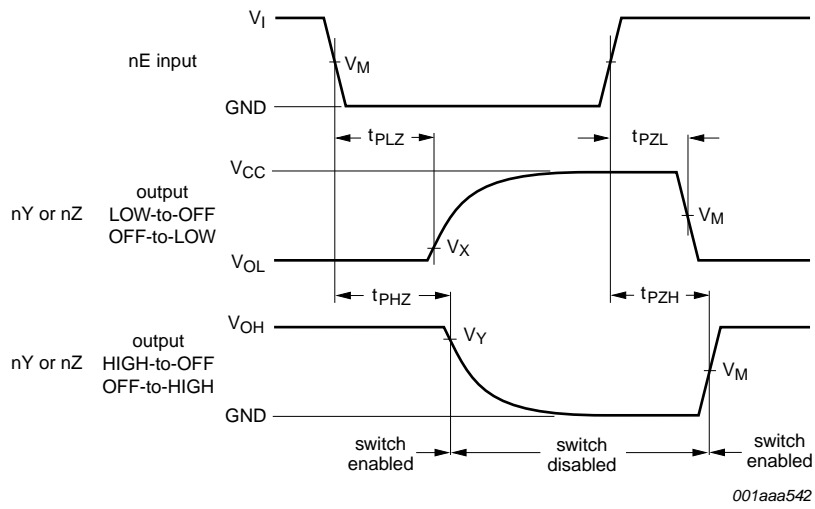 VI
nE input
VM
GND
tPLZ
tPZL
VCC
output
nY or nZ
LOW-to-OFF
OFF-to-LOW
VM
VX
VOL
tPHZ
tPZH
VOH
output
VY
nY or nZ
HIGH-to-OFF
OFF-to-HIGH
VM
GND
switch
enabled
switch
disabled
switch
enabled
001aaa542